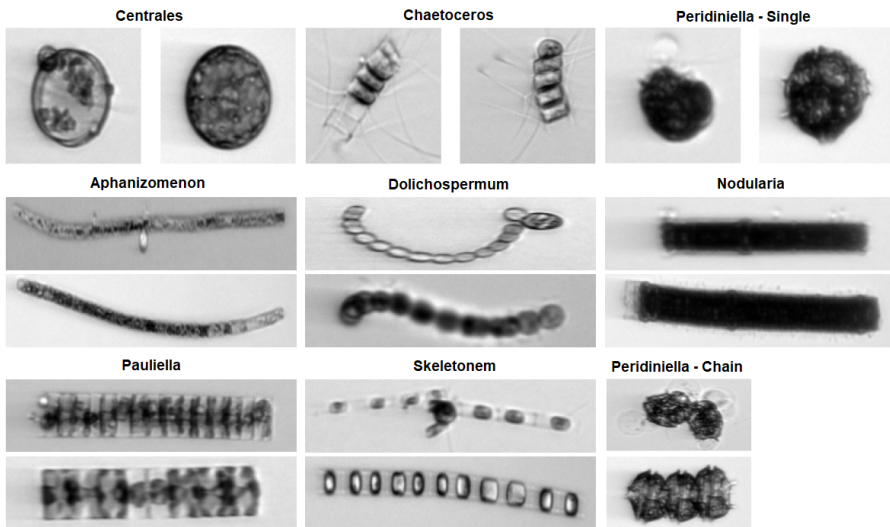 Centrales
Chaetoceros
Peridiniella - Single
Aphanizomenon
Dolichospermum
Nodularia
Pauliella
Skeletonem
Peridiniella - Chain